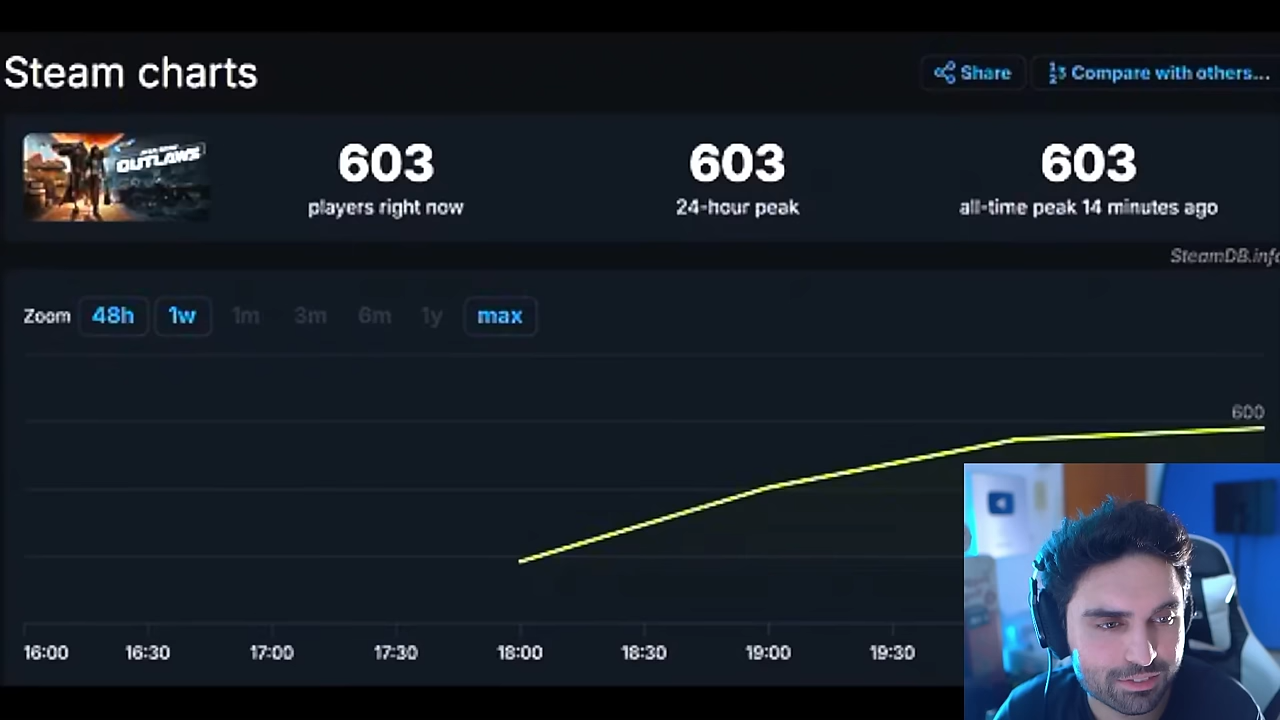 Steam charts
Share
Compare with others...
OUTLAWS
603
players right now
603
24-hour peak
603
all-time peak 14 minutes ago
SteamDB.info
Zoom 48h 1w 1m 3m 6m 1y max
600
16:00 16:30 17:00 17:30 18:00 18:30 19:00 19:30